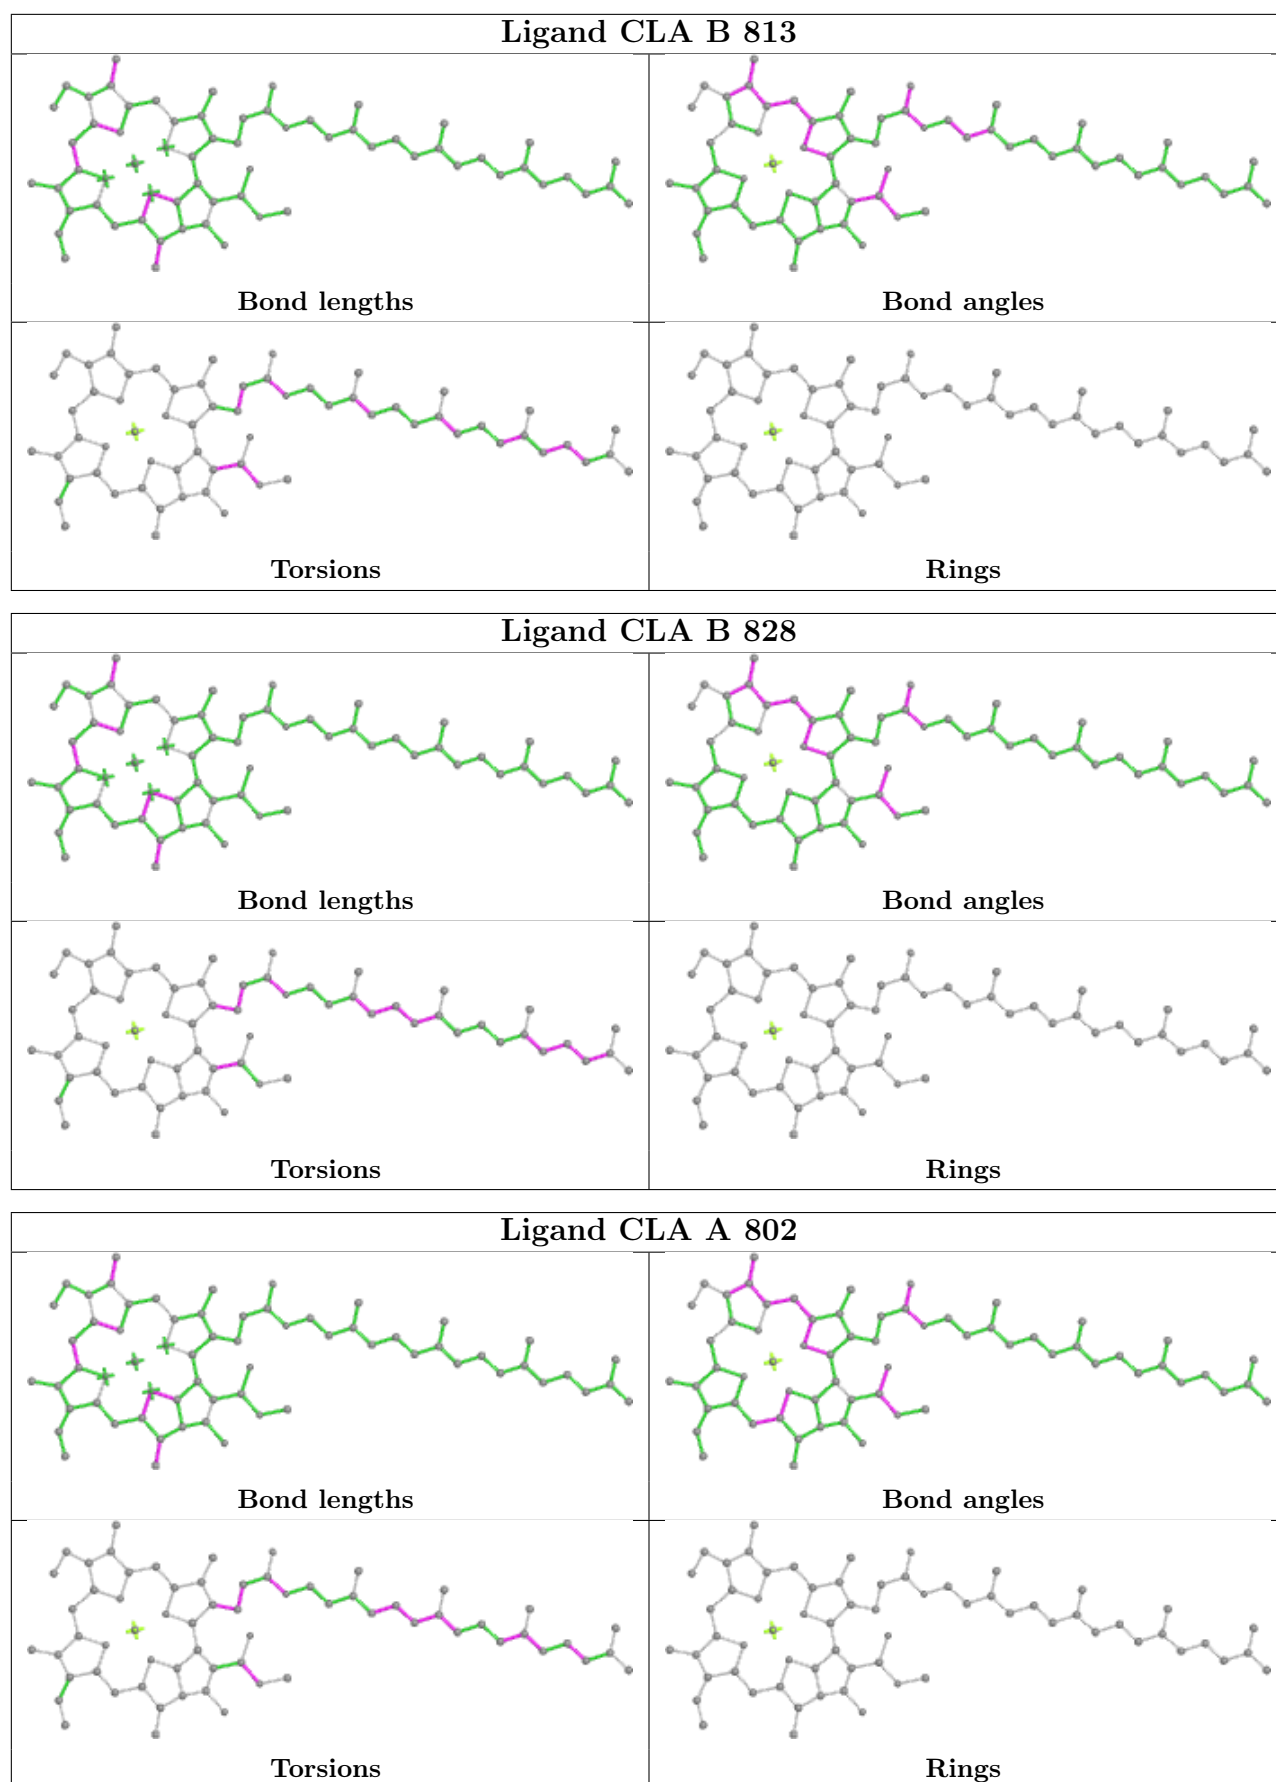 Ligand CLA B 813
Bond lengths
Bond angles
Torsions
Rings
Ligand CLA B 828
Bond lengths
Bond angles
Torsions
Rings
Ligand CLA A 802
Bond lengths
Bond angles
Torsions
Rings